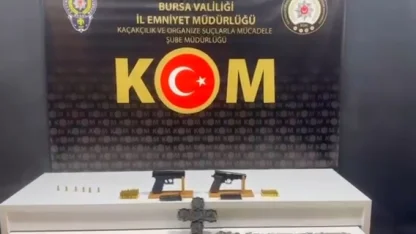 BURSA VALİLİĞİ
İL EMNİYET MÜDÜRLÜĞÜ
KAÇAKÇILIK VE ORGANİZE SUÇLARLA MÜCADELE
ŞUBE MÜDÜRLÜĞÜ
KOM